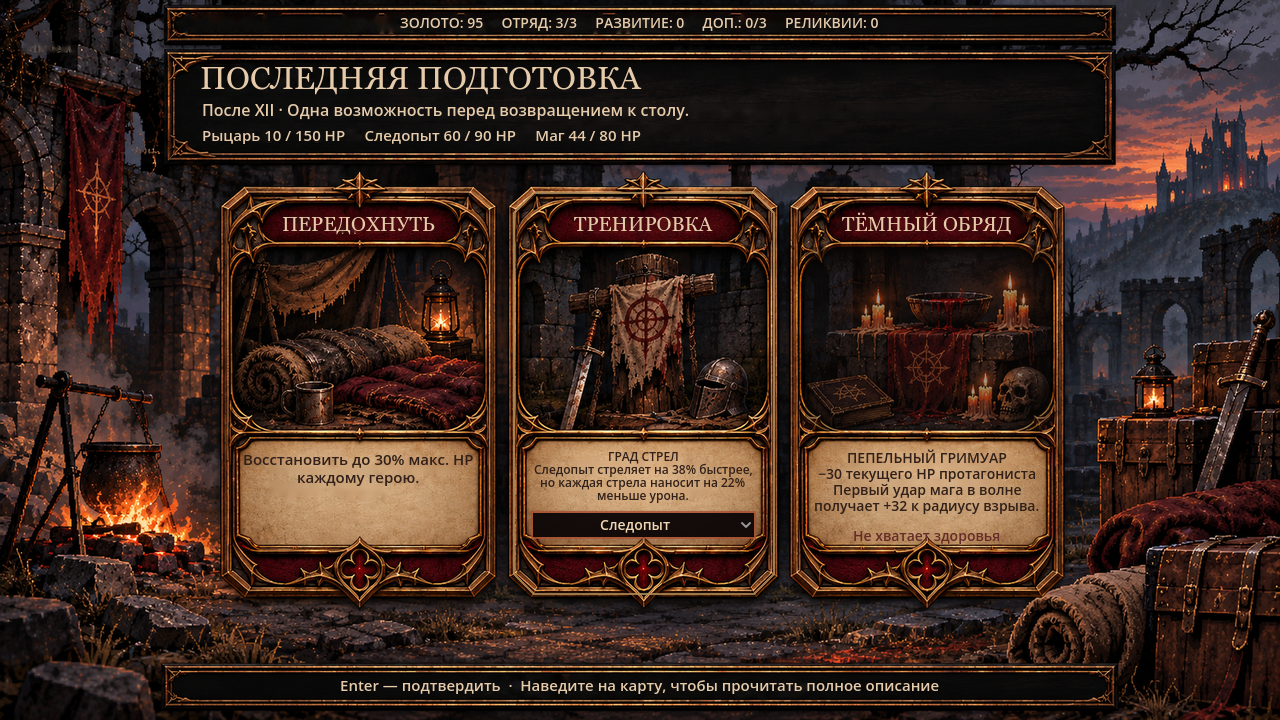 ЗОЛОТО: 95 ОТРЯД: 3/3 РАЗВИТИЕ: 0 ДОП.: 0/3 РЕЛИКВИИ: 0
ПОСЛЕДНЯЯ ПОДГОТОВКА
После XII · Одна возможность перед возвращением к столу.
Рыцарь 10 / 150 HP Следопыт 60 / 90 HP Маг 44 / 80 HP
ПЕРЕДОХНУТЬ
Восстановить до 30% макс. HP
каждому герою.
ТРЕНИРОВКА
ГРАД СТРЕЛ
Следопыт стреляет на 38% быстрее,
но каждая стрела наносит на 22%
меньше урона.
Следопыт
ТЁМНЫЙ ОБРЯД
ПЕПЕЛЬНЫЙ ГРИМУАР
−30 текущего HP протагониста
Первый удар мага в волне
получает +32 к радиусу взрыва.
Не хватает здоровья
Enter — подтвердить · Наведите на карту, чтобы прочитать полное описание